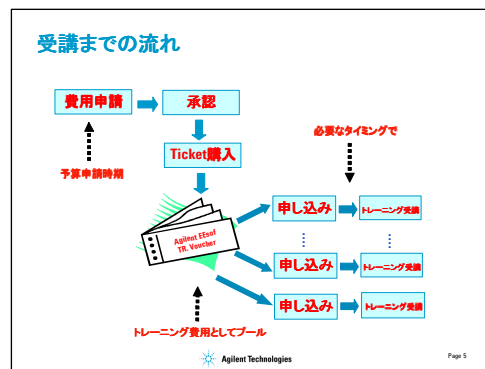 受講までの流れ
費用申請
承認
必要なタイミングで
Ticket購入
予算申請時期
申し込み
トレーニング受講
Agilent EEsof
TR. Voucher
申し込み
トレーニング受講
申し込み
トレーニング受講
トレーニング費用としてプール
Agilent Technologies
Page 5